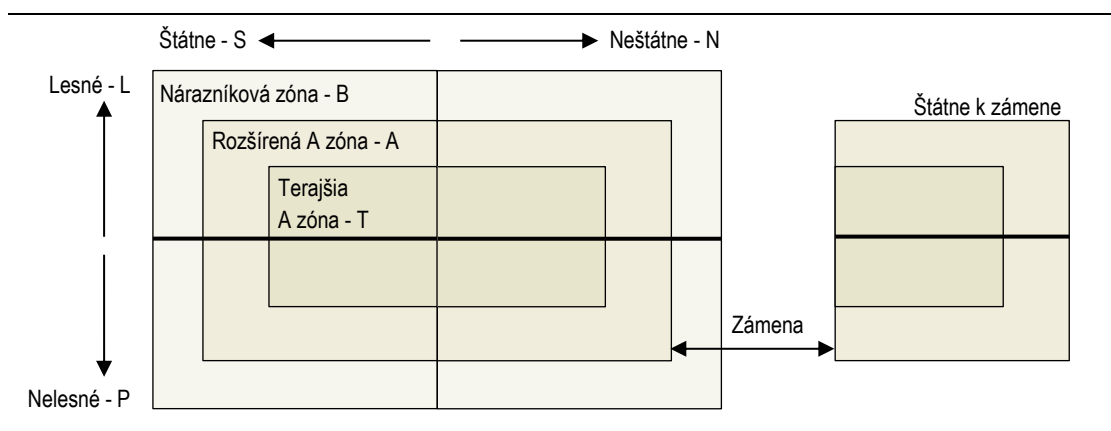 Štátne - S
Neštátne - N
Lesné - L
Nárazníková zóna - B
Štátne k zámene
Rozšírená A zóna - A
Terajšia
A zóna - T
Zámena
Nelesné - P